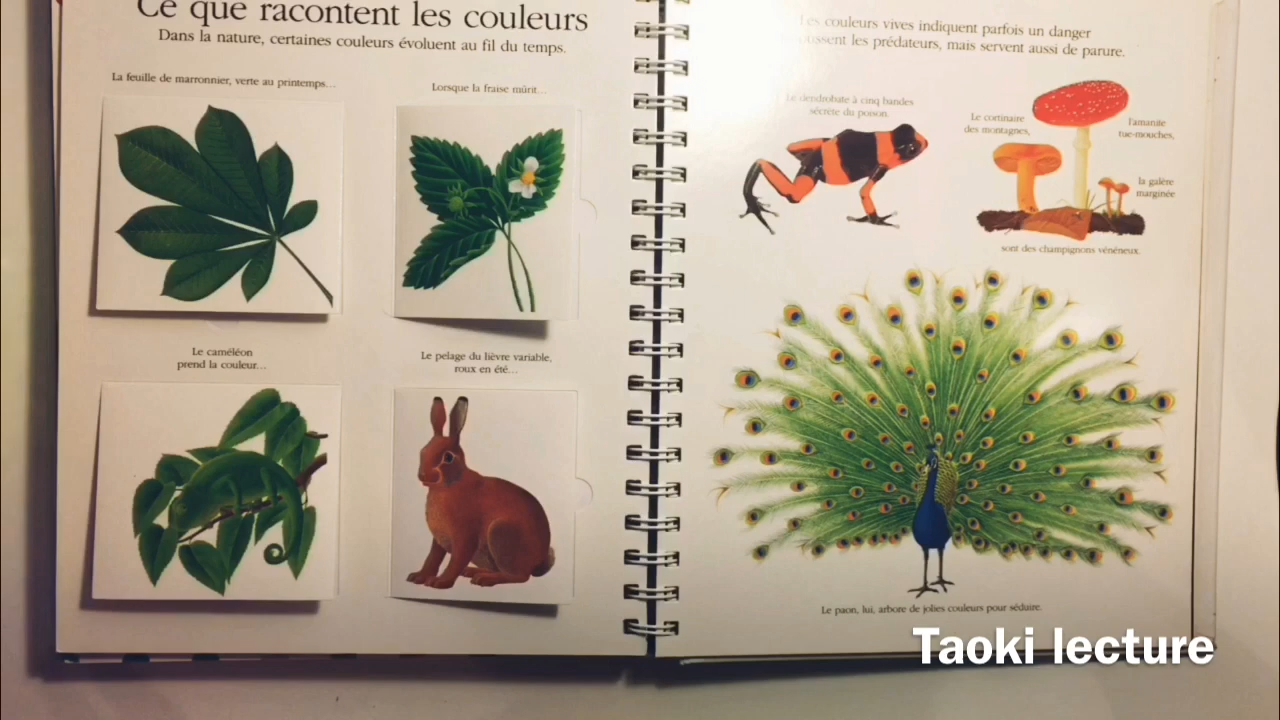 Ce que racontent les couleurs
Dans la nature, certaines couleurs évoluent au fil du temps.
La feuille de marronnier, verte au printemps...
Lorsque la fraise mûrit...
Le caméléon
prend la couleur...
Le pelage du lièvre variable,
roux en été...
Les couleurs vives indiquent parfois un danger
les prédateurs, mais servent aussi de parure.
Le dendrobate à cinq bandes
sécrète du poison.
Le cortinaire
des montagnes,
l'amanite
tue-mouches,
la galère
marginée
sont des champignons vénéneux.
Le paon, lui, arbore de jolies couleurs pour séduire.
Taoki lecture